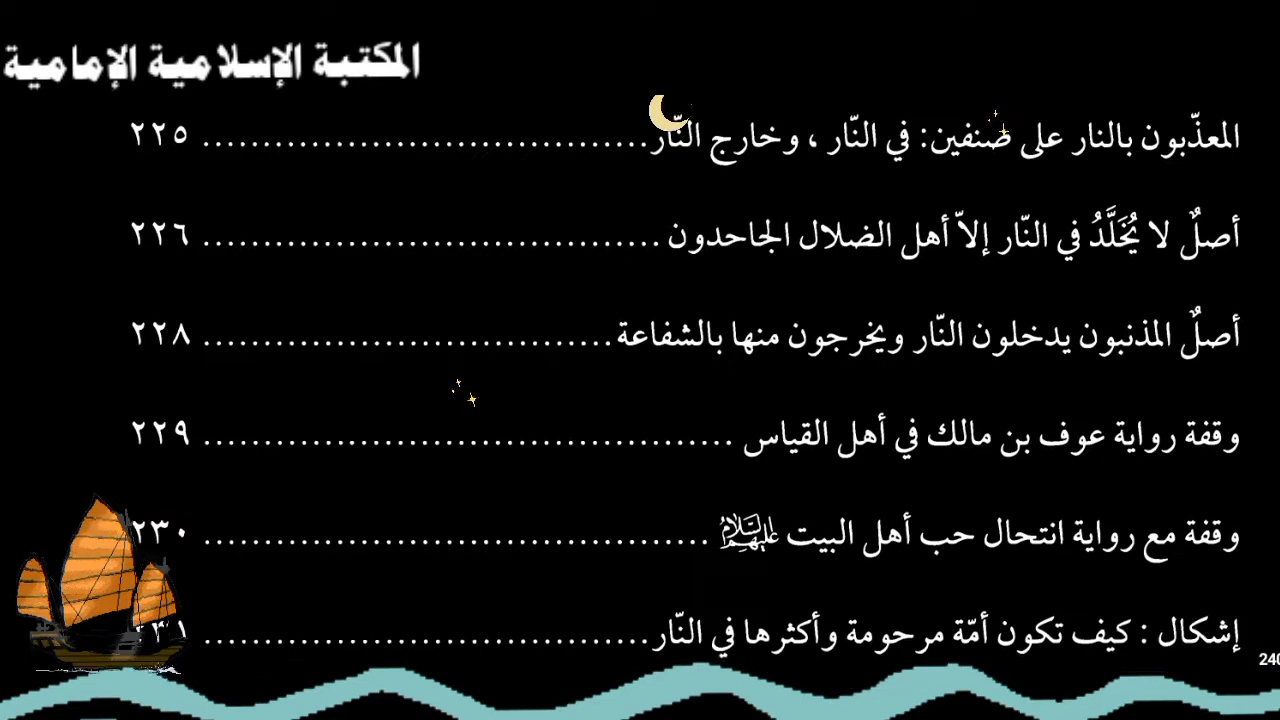 المكتبة الإسلامية الإمامية
المعذّبون بالنار على صنفين: في النّار ، وخارج النّار ........ ٢٢٥
أصلٌ لا يُخَلَّدُ في النّار إلاّ أهل الضلال الجاحدون ........ ٢٢٦
أصلٌ المذنبون يدخلون النّار ويخرجون منها بالشفاعة ........ ٢٢٨
وقفة رواية عوف بن مالك في أهل القياس ........ ٢٢٩
وقفة مع رواية انتحال حب أهل البيت عليهم السلام ........ ٢٣٠
إشكال : كيف تكون أمّة مرحومة وأكثرها في النّار ........ ٢٣١
240